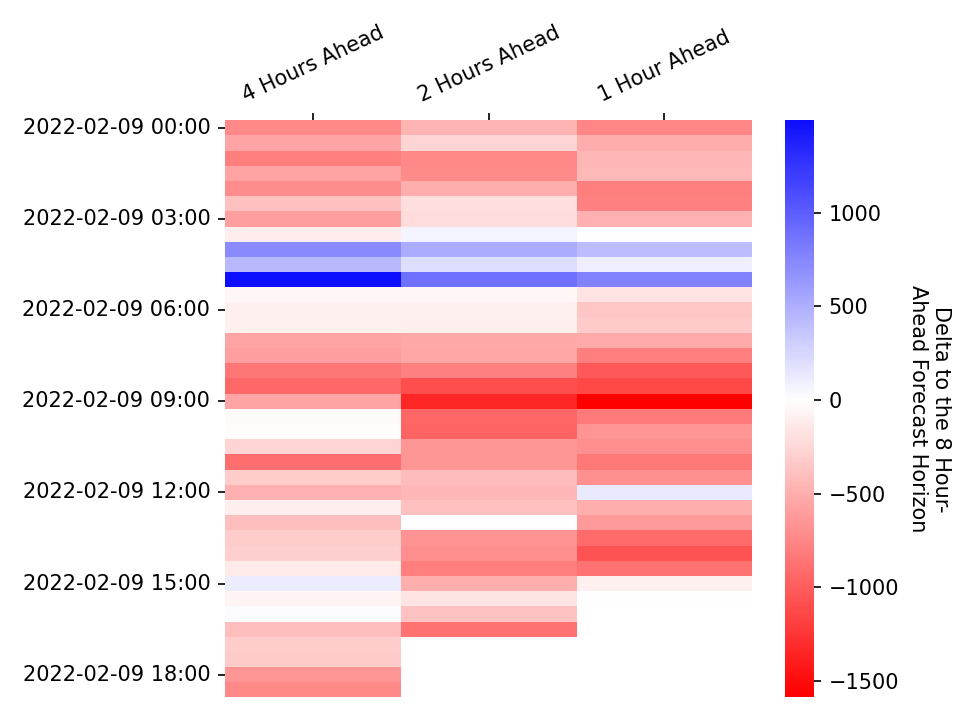 4 Hours Ahead
2 Hours Ahead
1 Hour Ahead
2022-02-09 00:00
2022-02-09 03:00
2022-02-09 06:00
2022-02-09 09:00
2022-02-09 12:00
2022-02-09 15:00
2022-02-09 18:00
1000
500
0
−500
−1000
−1500
Delta to the 8 Hour-
Ahead Forecast Horizon